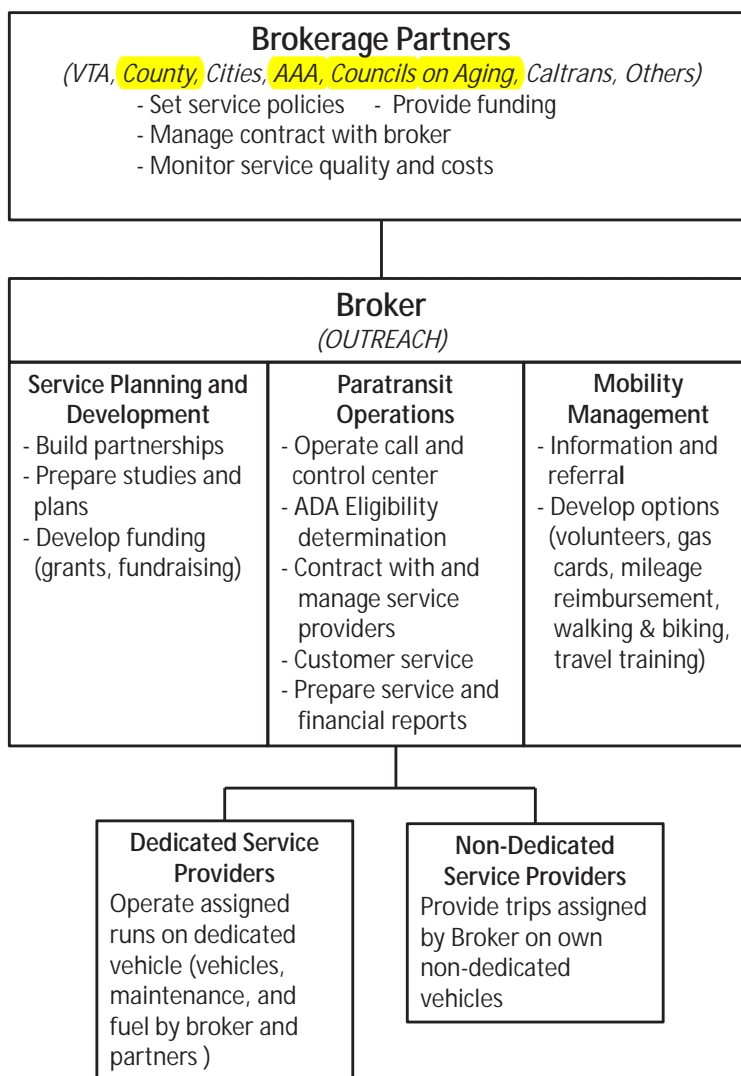 Brokerage Partners
(VTA, County, Cities, AAA, Councils on Aging, Caltrans, Others)
- Set service policies - Provide funding
- Manage contract with broker
- Monitor service quality and costs
Broker
(OUTREACH)
Service Planning and
Development
- Build partnerships
- Prepare studies and
plans
- Develop funding
(grants, fundraising)
Paratransit
Operations
- Operate call and
control center
- ADA Eligibility
determination
- Contract with and
manage service
providers
- Customer service
- Prepare service and
financial reports
Mobility
Management
- Information and
referral
- Develop options
(volunteers, gas
cards, mileage
reimbursement,
walking & biking,
travel training)
Dedicated Service
Providers
Operate assigned
runs on dedicated
vehicle (vehicles,
maintenance, and
fuel by broker and
partners )
Non-Dedicated
Service Providers
Provide trips assigned
by Broker on own
non-dedicated
vehicles